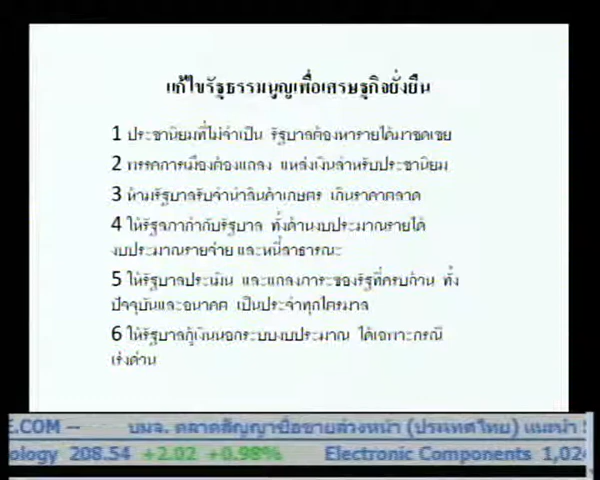 แก้ไขรัฐธรรมนูญเพื่อเศรษฐกิจยั่งยืน
1 ประชานิยมที่ไม่จำเป็น รัฐบาลต้องหารายได้มาชดเชย
2 พรรคการเมืองต้องแถลง แหล่งเงินสำหรับประชานิยม
3 ห้ามรัฐบาลรับจำนำสินค้าเกษตร เกินราคาตลาด
4 ให้รัฐสภากำกับรัฐบาล ทั้งด้านงบประมาณรายได้
งบประมาณรายจ่าย และหนี้สาธารณะ
5 ให้รัฐบาลประเมิน และแถลงภาระของรัฐที่ครบถ้วน ทั้ง
ปัจจุบันและอนาคต เป็นประจำทุกไตรมาส
6 ให้รัฐบาลกู้เงินนอกระบบงบประมาณ ได้เฉพาะกรณี
เร่งด่วน
E.COM -- บมจ. ตลาดสัญญาซื้อขายล่วงหน้า (ประเทศไทย) แนะนำ
ology 208.54 +2.02 +0.98% Electronic Components 1,02